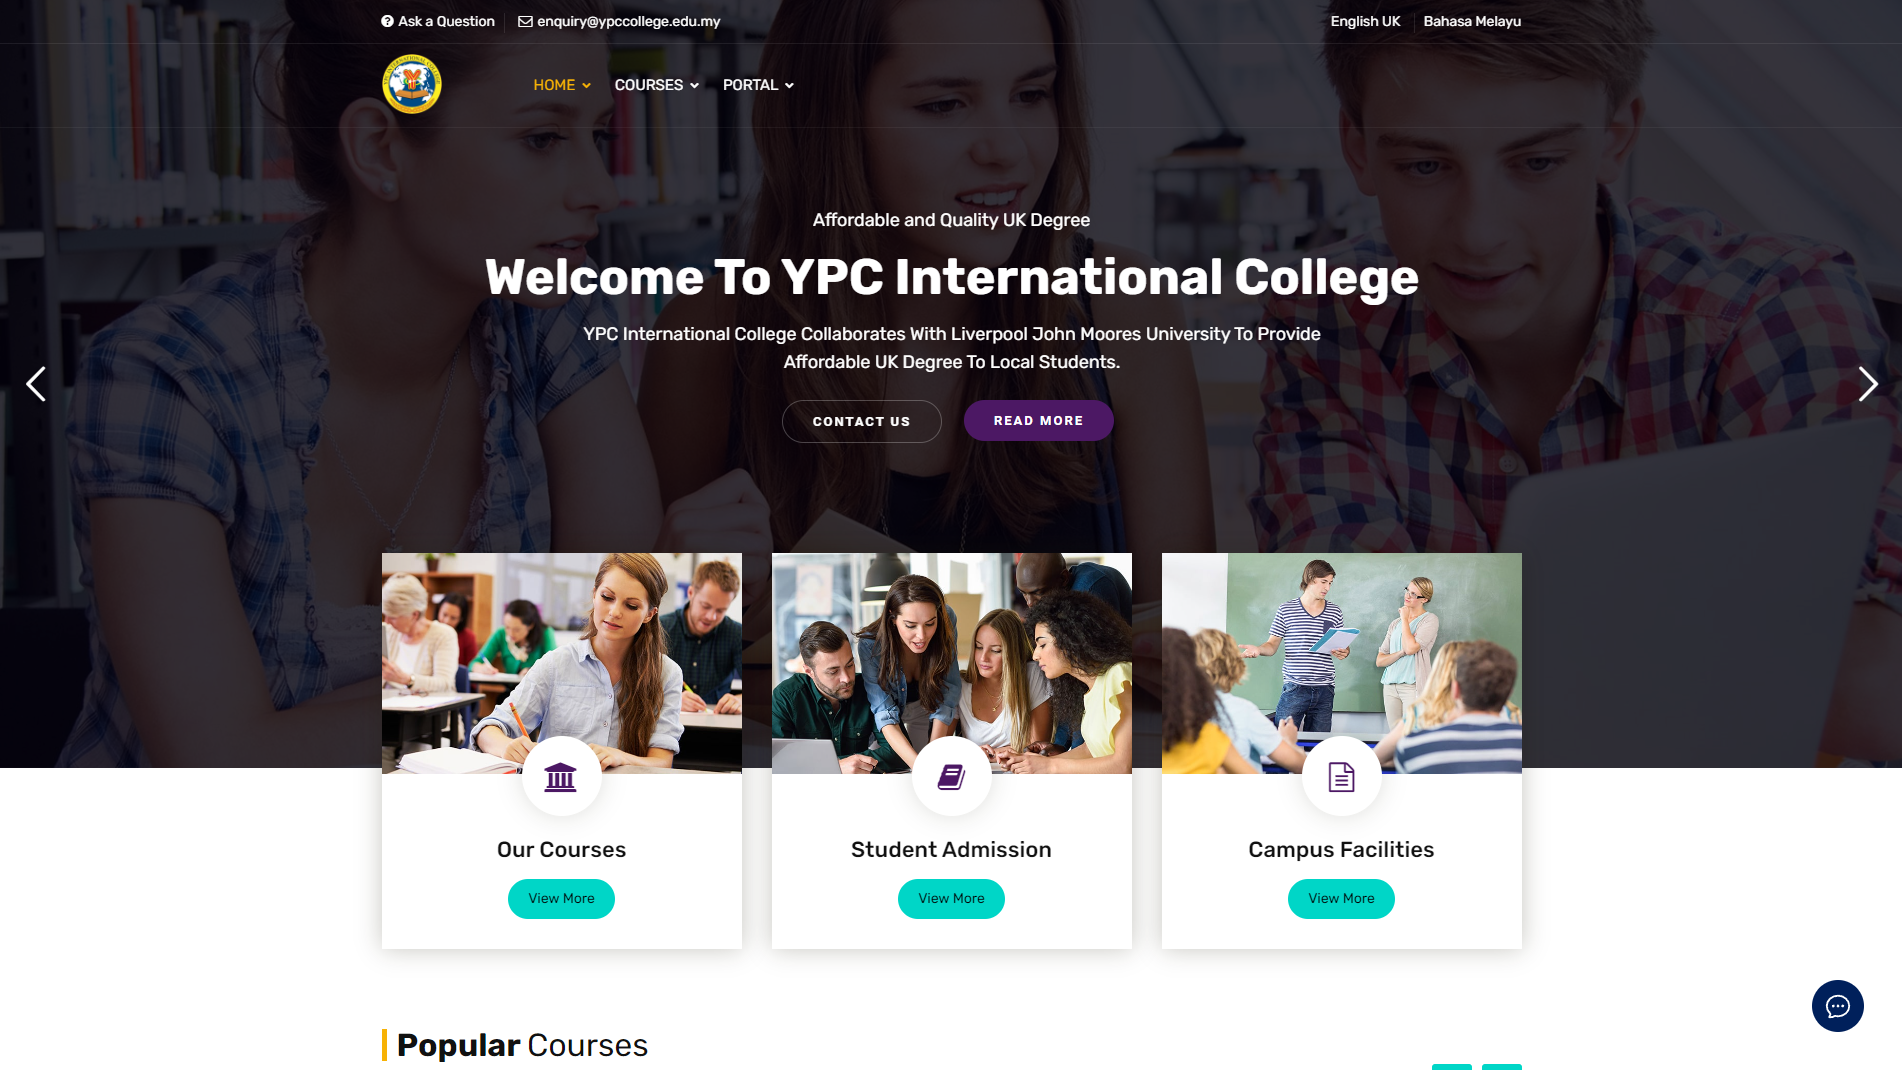 Ask a Question
enquiry@ypccollege.edu.my
English UK
Bahasa Melayu
HOME
COURSES
PORTAL
Affordable and Quality UK Degree
Welcome To YPC International College
YPC International College Collaborates With Liverpool John Moores University To Provide
Affordable UK Degree To Local Students.
CONTACT US
READ MORE
Our Courses
Student Admission
Campus Facilities
View More
View More
View More
Popular Courses